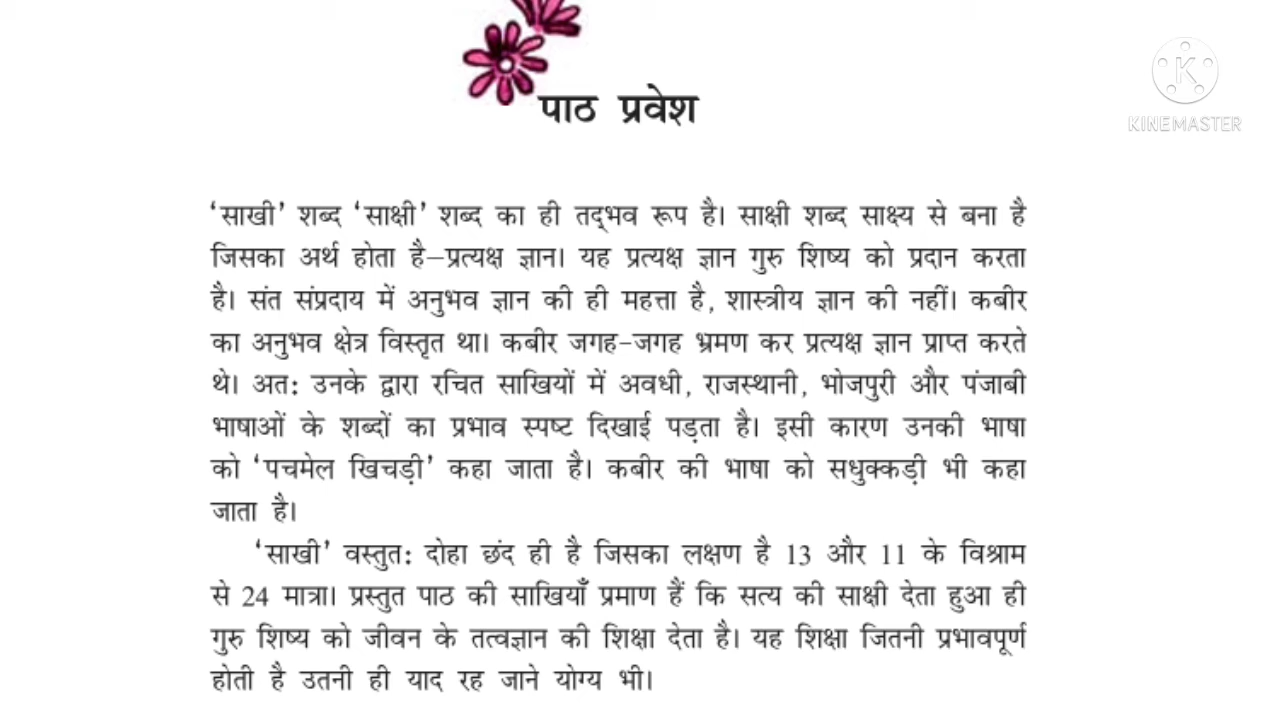 पाठ प्रवेश
KINEMASTER
‘साखी’ शब्द ‘साक्षी’ शब्द का ही तद्भव रूप है। साक्षी शब्द साक्ष्य से बना है
जिसका अर्थ होता है–प्रत्यक्ष ज्ञान। यह प्रत्यक्ष ज्ञान गुरु शिष्य को प्रदान करता
है। संत संप्रदाय में अनुभव ज्ञान की ही महत्ता है, शास्त्रीय ज्ञान की नहीं। कबीर
का अनुभव क्षेत्र विस्तृत था। कबीर जगह-जगह भ्रमण कर प्रत्यक्ष ज्ञान प्राप्त करते
थे। अत: उनके द्वारा रचित साखियों में अवधी, राजस्थानी, भोजपुरी और पंजाबी
भाषाओं के शब्दों का प्रभाव स्पष्ट दिखाई पड़ता है। इसी कारण उनकी भाषा
को ‘पचमेल खिचड़ी’ कहा जाता है। कबीर की भाषा को सधुक्कड़ी भी कहा
जाता है।
‘साखी’ वस्तुत: दोहा छंद ही है जिसका लक्षण है 13 और 11 के विश्राम
से 24 मात्रा। प्रस्तुत पाठ की साखियाँ प्रमाण हैं कि सत्य की साक्षी देता हुआ ही
गुरु शिष्य को जीवन के तत्वज्ञान की शिक्षा देता है। यह शिक्षा जितनी प्रभावपूर्ण
होती है उतनी ही याद रह जाने योग्य भी।